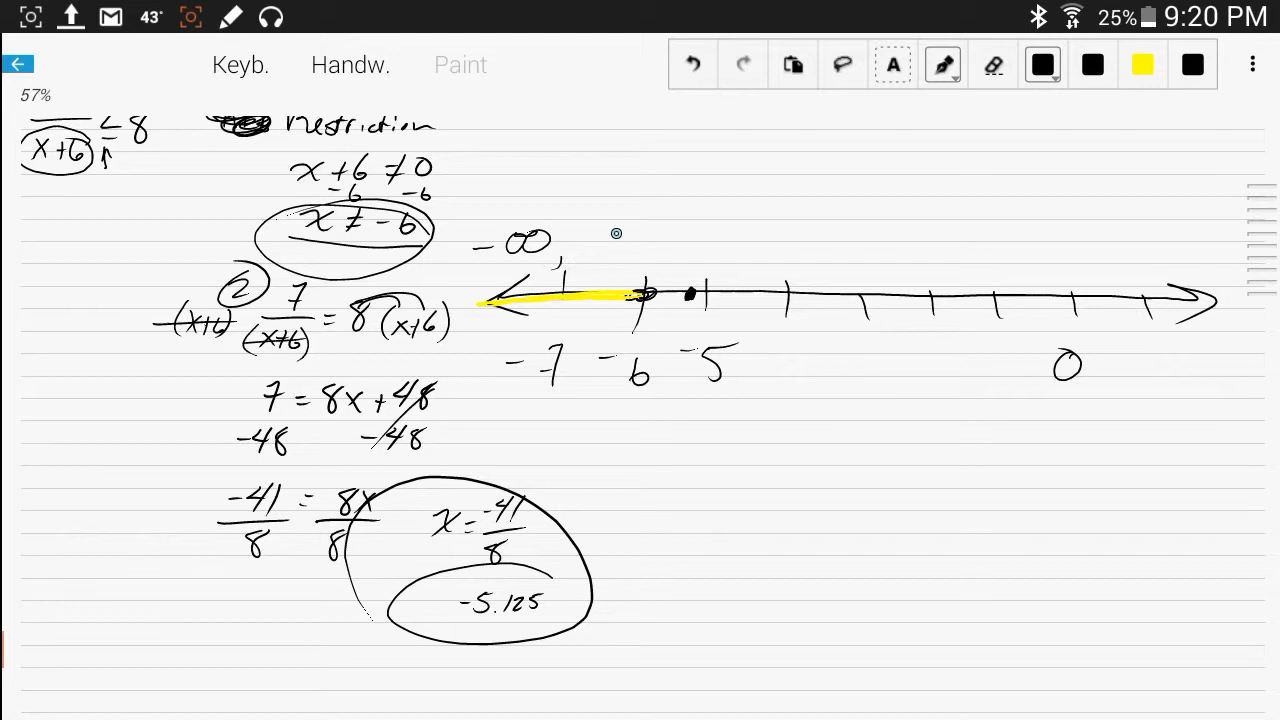 43° 25% 9:20 PM
Keyb. Handw. Paint
A
57%
Restriction
x+6 ≤ 8
x+6 ≠ 0
-6 -6
x ≠ -6
-∞,
② 7
(x+6) (x+6) = 8(x+6)
-7 -6 -5 0
7 = 8x + 48
-48 -48
-41 = 8x
8 8
x = -41
8
-5.125